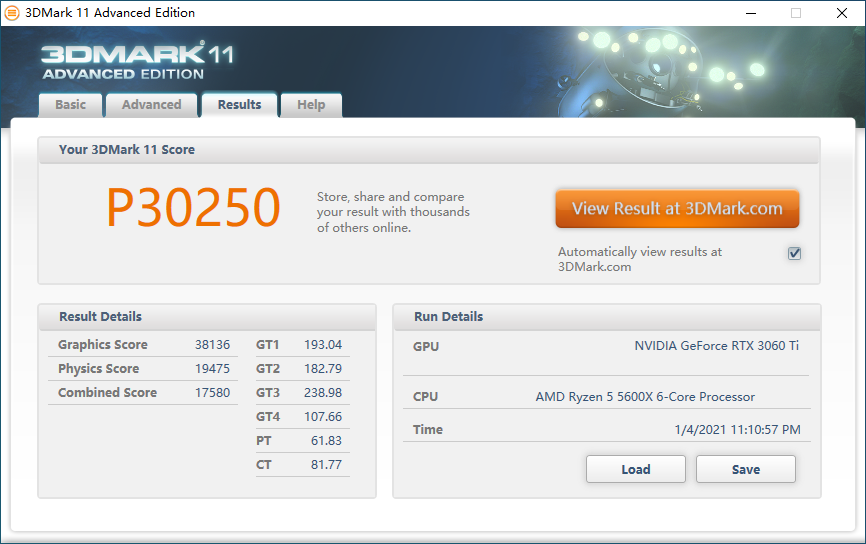 3DMark 11 Advanced Edition
3DMARK® 11
ADVANCED EDITION
Basic
Advanced
Results
Help
Your 3DMark 11 Score
P30250
Store, share and compare
your result with thousands
of others online.
View Result at 3DMark.com
Automatically view results at
3DMark.com
Result Details
Graphics Score 38136
Physics Score 19475
Combined Score 17580
GT1 193.04
GT2 182.79
GT3 238.98
GT4 107.66
PT 61.83
CT 81.77
Run Details
GPU NVIDIA GeForce RTX 3060 Ti
CPU AMD Ryzen 5 5600X 6-Core Processor
Time 1/4/2021 11:10:57 PM
Load
Save